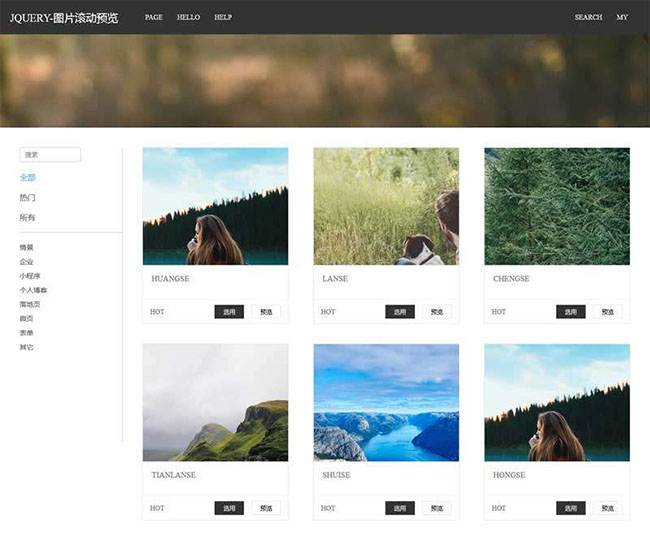 JQUERY-图片滚动预览 PAGE HELLO HELP SEARCH MY
搜索
全部
热门
所有
情景
企业
小程序
个人博客
落地页
微页
表单
其它
HUANGSE
HOT 选用 预览
LANSE
HOT 选用 预览
CHENGSE
HOT 选用 预览
TIANLANSE
HOT 选用 预览
SHUISE
HOT 选用 预览
HONGSE
HOT 选用 预览